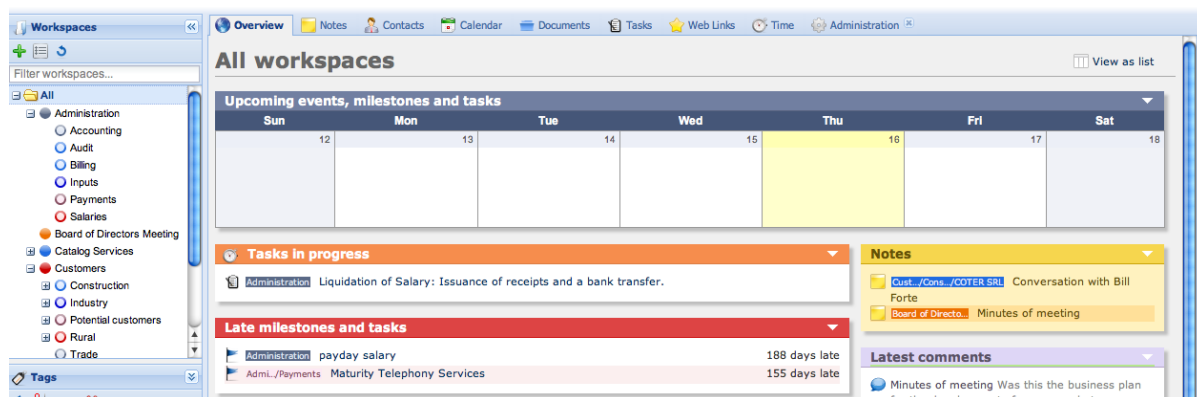 Workspaces
Filter workspaces...
All
Administration
Accounting
Audit
Billing
Inputs
Payments
Salaries
Board of Directors Meeting
Catalog Services
Customers
Construction
Industry
Potential customers
Rural
Trade
Tags
Overview Notes Contacts Calendar Documents Tasks Web Links Time Administration
All workspaces View as list
Upcoming events, milestones and tasks
Sun Mon Tue Wed Thu Fri Sat
12 13 14 15 16 17 18
Tasks in progress
Administration Liquidation of Salary: Issuance of receipts and a bank transfer.
Late milestones and tasks
Administration payday salary 188 days late
Admi../Payments Maturity Telephony Services 155 days late
Notes
Cust../Cons../COTER SRL Conversation with Bill
Forte
Board of Directo... Minutes of meeting
Latest comments
Minutes of meeting Was this the business plan